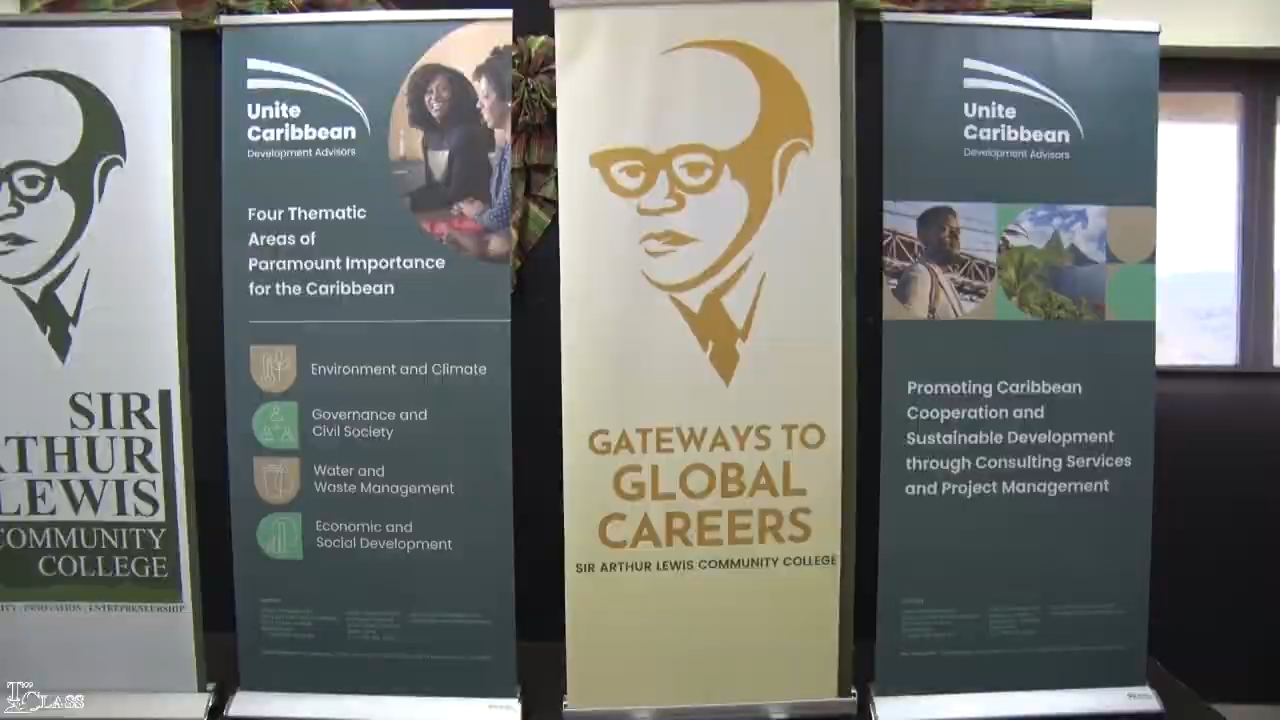 SIR
THUR
LEWIS
COMMUNITY
COLLEGE
INNOVATION | ENTREPRENEURSHIP
Unite
Caribbean
Development Advisors
Four Thematic
Areas of
Paramount Importance
for the Caribbean
Environment and Climate
Governance and
Civil Society
Water and
Waste Management
Economic and
Social Development
GATEWAYS TO
GLOBAL
CAREERS
SIR ARTHUR LEWIS COMMUNITY COLLEGE
Unite
Caribbean
Development Advisors
Promoting Caribbean
Cooperation and
Sustainable Development
through Consulting Services
and Project Management